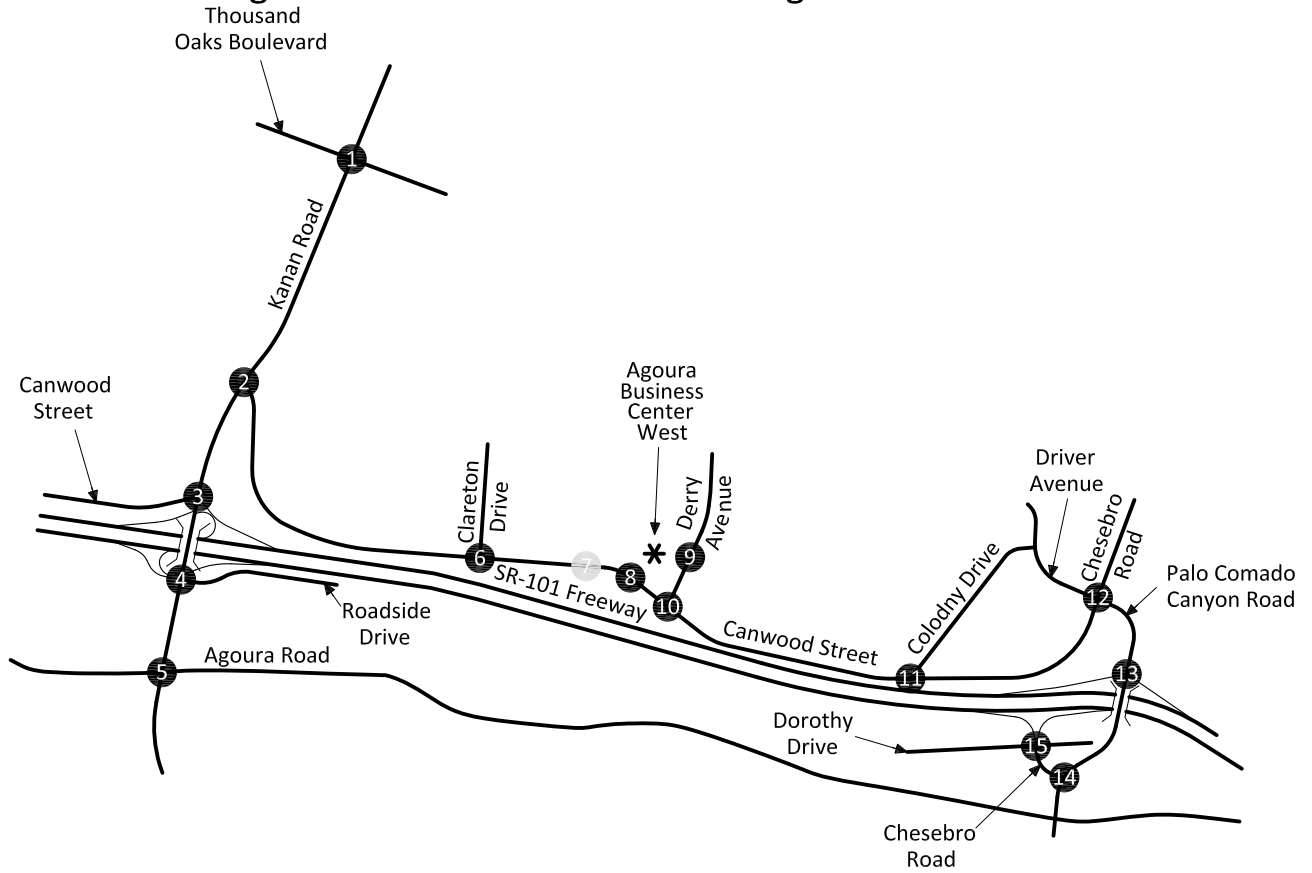 Thousand
Oaks Boulevard
1
Kanan Road
2
Canwood
Street
Agoura
Business
Center
West
3
Clareton
Drive
Derry
Avenue
Driver
Avenue
Chesebro
Road
6
7
8
9
SR-101 Freeway
10
4
Roadside
Drive
Colodny Drive
12
Palo Comado
Canyon Road
Canwood Street
5
Agoura Road
11
13
Dorothy
Drive
15
14
Chesebro
Road